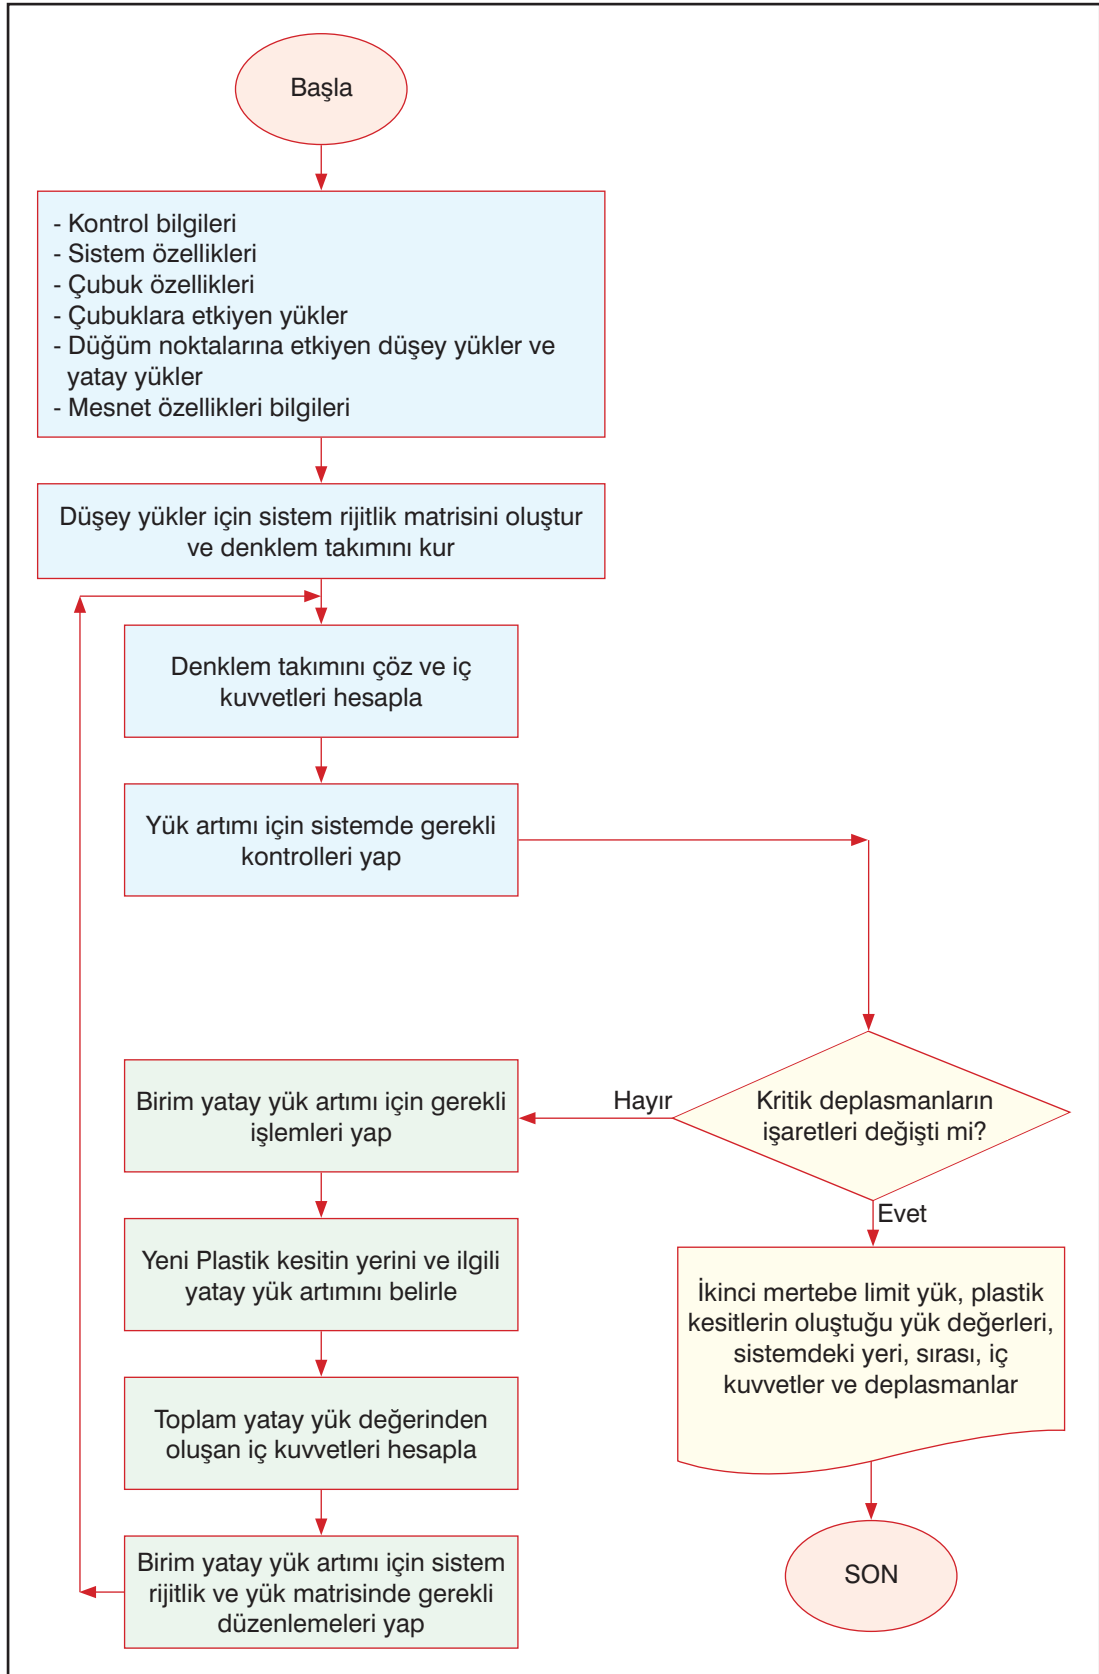 Başla
- Kontrol bilgileri
- Sistem özellikleri
- Çubuk özellikleri
- Çubuklara etkiyen yükler
- Düğüm noktalarına etkiyen düşey yükler ve
yatay yükler
- Mesnet özellikleri bilgileri
Düşey yükler için sistem rijitlik matrisini oluştur
ve denklem takımını kur
Denklem takımını çöz ve iç
kuvvetleri hesapla
Yük artımı için sistemde gerekli
kontrolleri yap
Kritik deplasmanların
işaretleri değişti mi?
Hayır
Birim yatay yük artımı için gerekli
işlemleri yap
Yeni Plastik kesitin yerini ve ilgili
yatay yük artımını belirle
Toplam yatay yük değerinden
oluşan iç kuvvetleri hesapla
Birim yatay yük artımı için sistem
rijitlik ve yük matrisinde gerekli
düzenlemeleri yap
Evet
İkinci mertebe limit yük, plastik
kesitlerin oluştuğu yük değerleri,
sistemdeki yeri, sırası, iç
kuvvetler ve deplasmanlar
SON